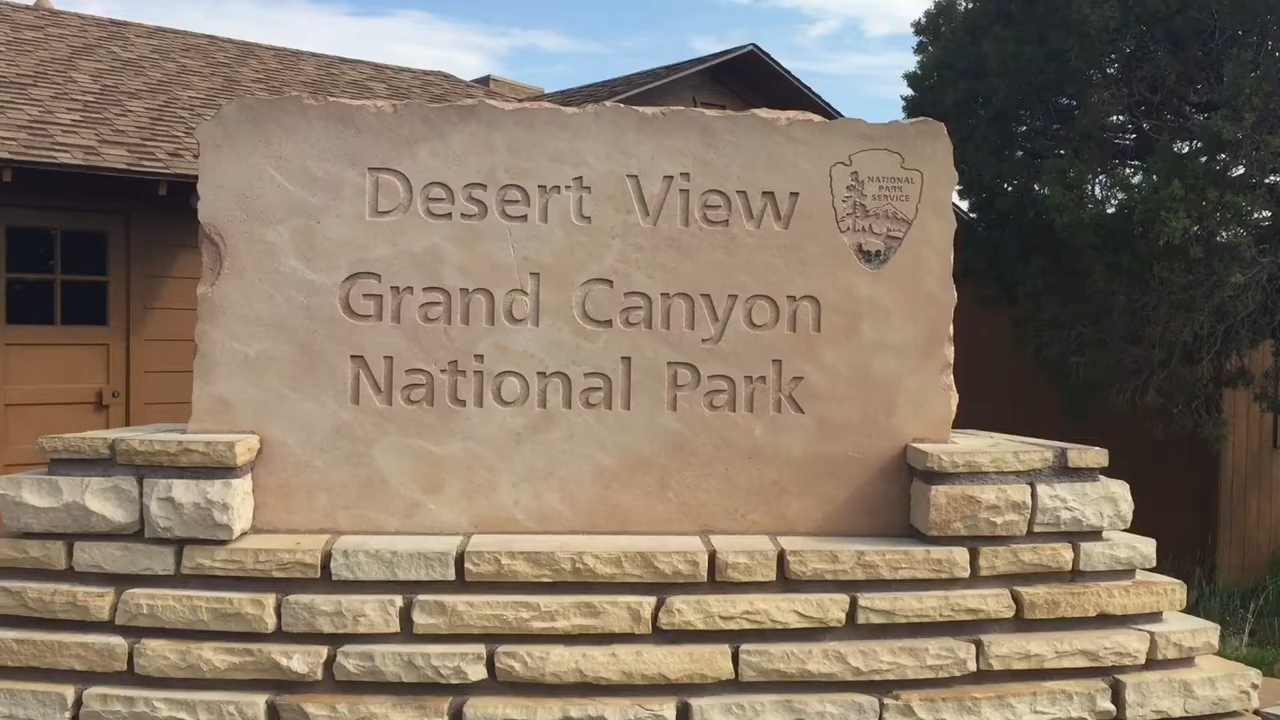 Desert View
NATIONAL
PARK
SERVICE
Grand Canyon
National Park